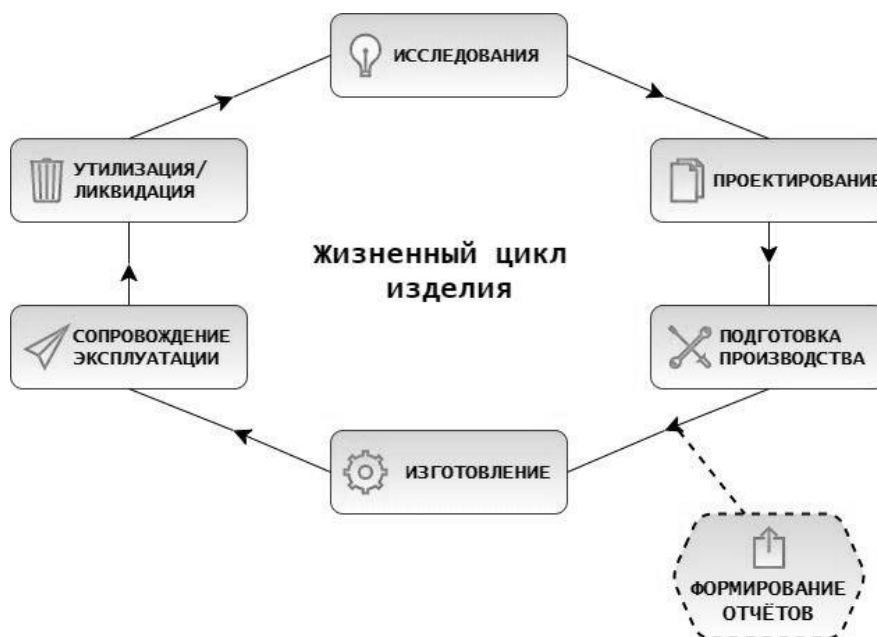 ИССЛЕДОВАНИЯ
УТИЛИЗАЦИЯ/
ЛИКВИДАЦИЯ
ПРОЕКТИРОВАНИЕ
Жизненный цикл
изделия
СОПРОВОЖДЕНИЕ
ЭКСПЛУАТАЦИИ
ПОДГОТОВКА
ПРОИЗВОДСТВА
ИЗГОТОВЛЕНИЕ
ФОРМИРОВАНИЕ
ОТЧЁТОВ